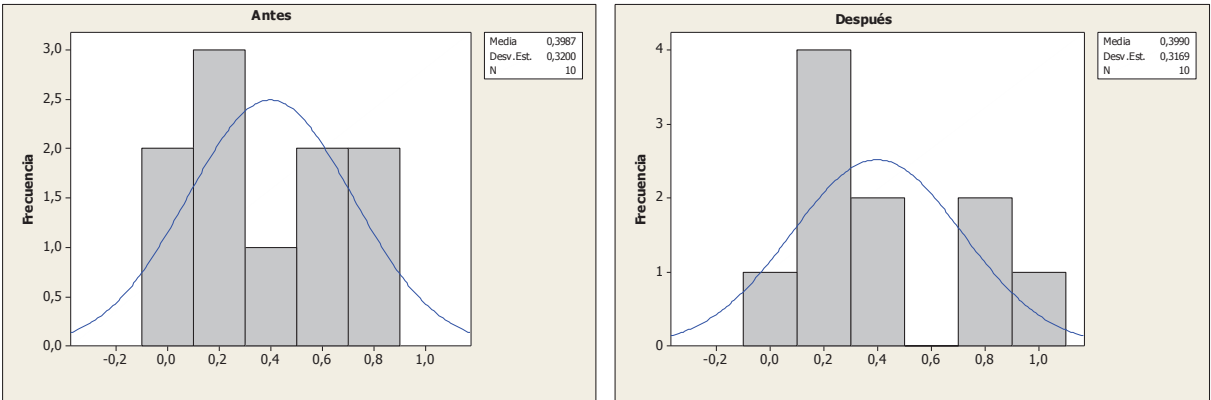 Antes
Media 0,3987
Desv.Est. 0,3200
N 10
Frecuencia
3,0
2,5
2,0
1,5
1,0
0,5
0,0
-0,2 0,0 0,2 0,4 0,6 0,8 1,0
Después
Media 0,3990
Desv.Est. 0,3169
N 10
Frecuencia
4
3
2
1
0
-0,2 0,0 0,2 0,4 0,6 0,8 1,0